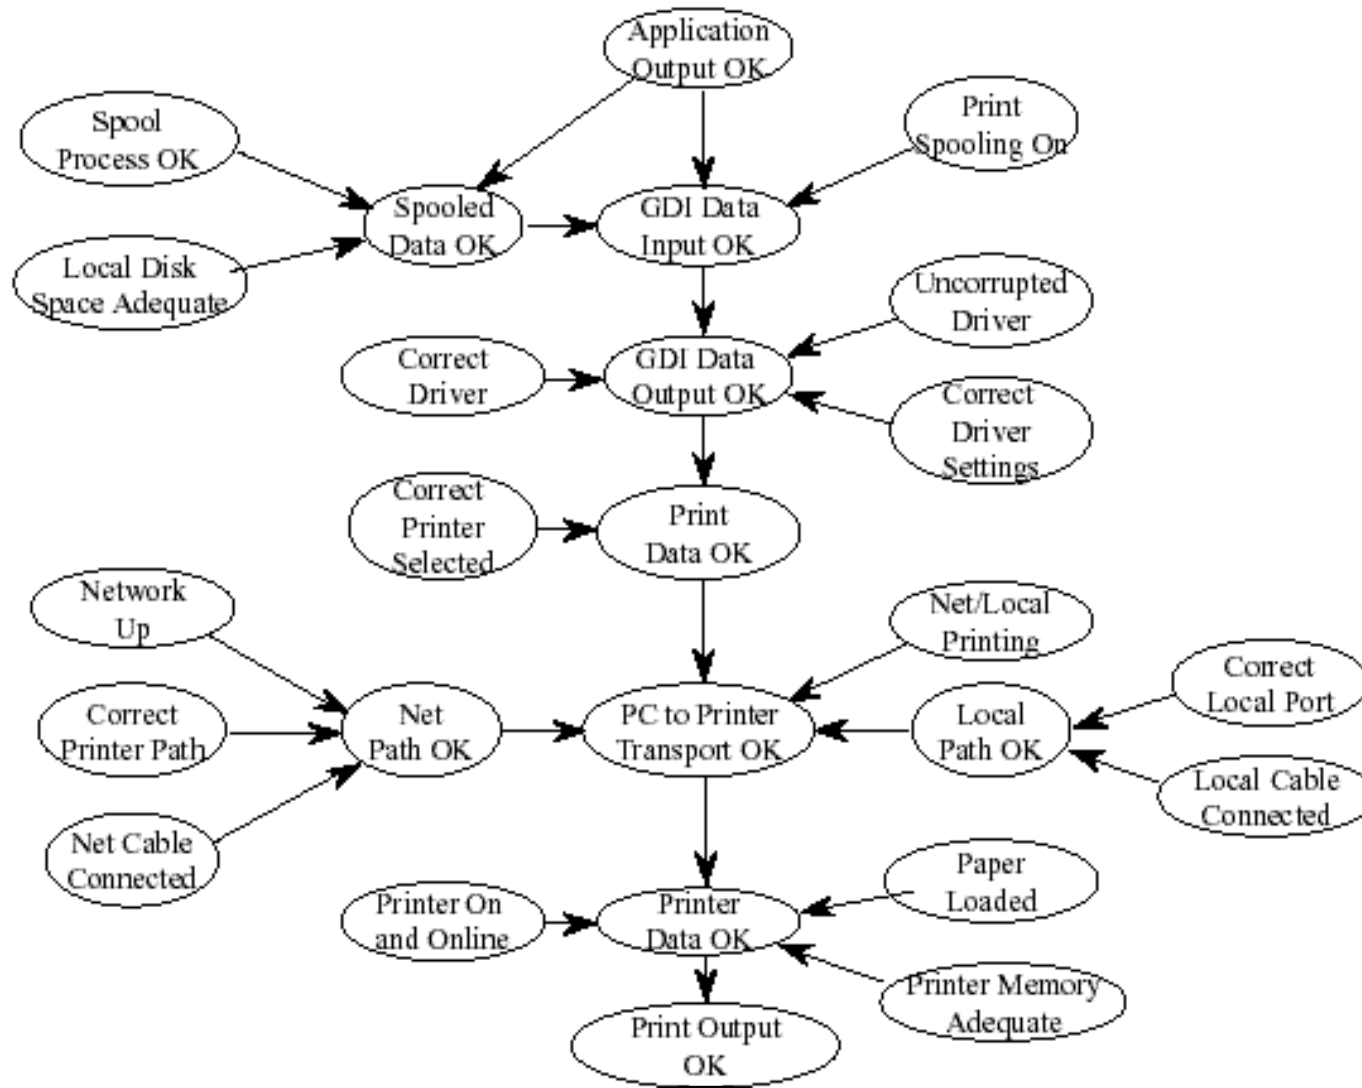 Application
Output OK
Print
Spooling On
Spool
Process OK
Spooled
Data OK
GDI Data
Input OK
Local Disk
Space Adequate
Uncorrupted
Driver
Correct
Driver
GDI Data
Output OK
Correct
Driver
Settings
Correct
Printer
Selected
Print
Data OK
Network
Up
Net/Local
Printing
Correct
Local Port
Correct
Printer Path
Net
Path OK
PC to Printer
Transport OK
Local
Path OK
Local Cable
Connected
Net Cable
Connected
Paper
Loaded
Printer On
and Online
Printer
Data OK
Printer Memory
Adequate
Print Output
OK